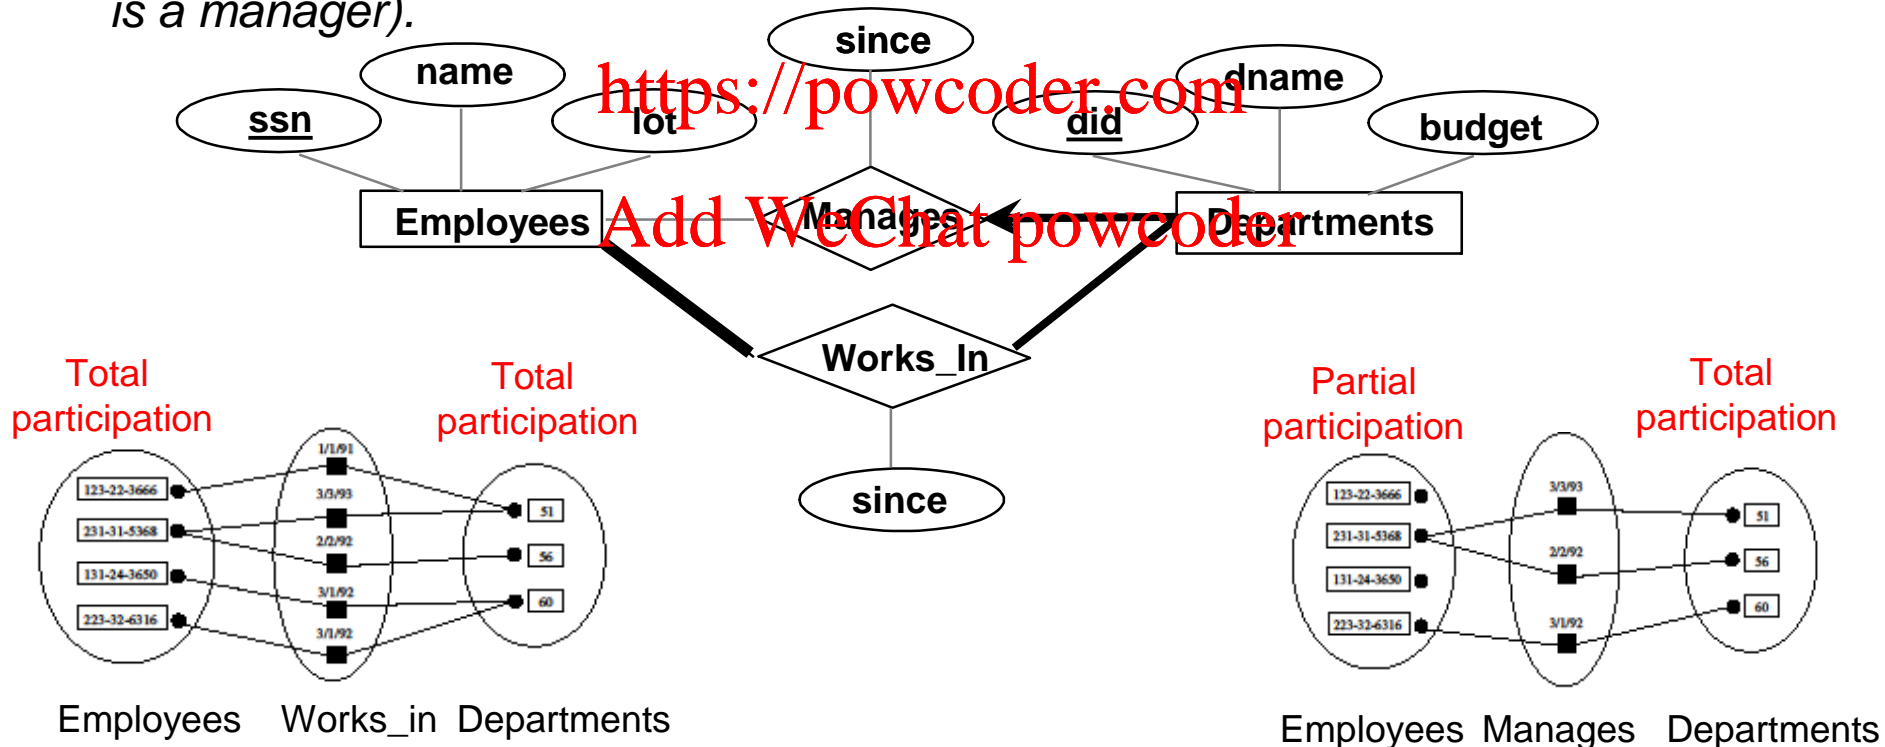 is a manager).
since
name
https://powcoder.com
dname
ssn
lot
did
budget
Employees
Add WeChat powcoder
Manages
Departments
Works_In
since
Total
participation
Total
participation
1/1/91
3/3/93
2/2/92
3/1/92
3/1/92
123-22-3666
231-31-5368
131-24-3650
223-32-6316
51
56
60
Employees Works_in Departments
Partial
participation
Total
participation
123-22-3666
231-31-5368
131-24-3650
223-32-6316
3/3/93
2/2/92
3/1/92
51
56
60
Employees Manages Departments